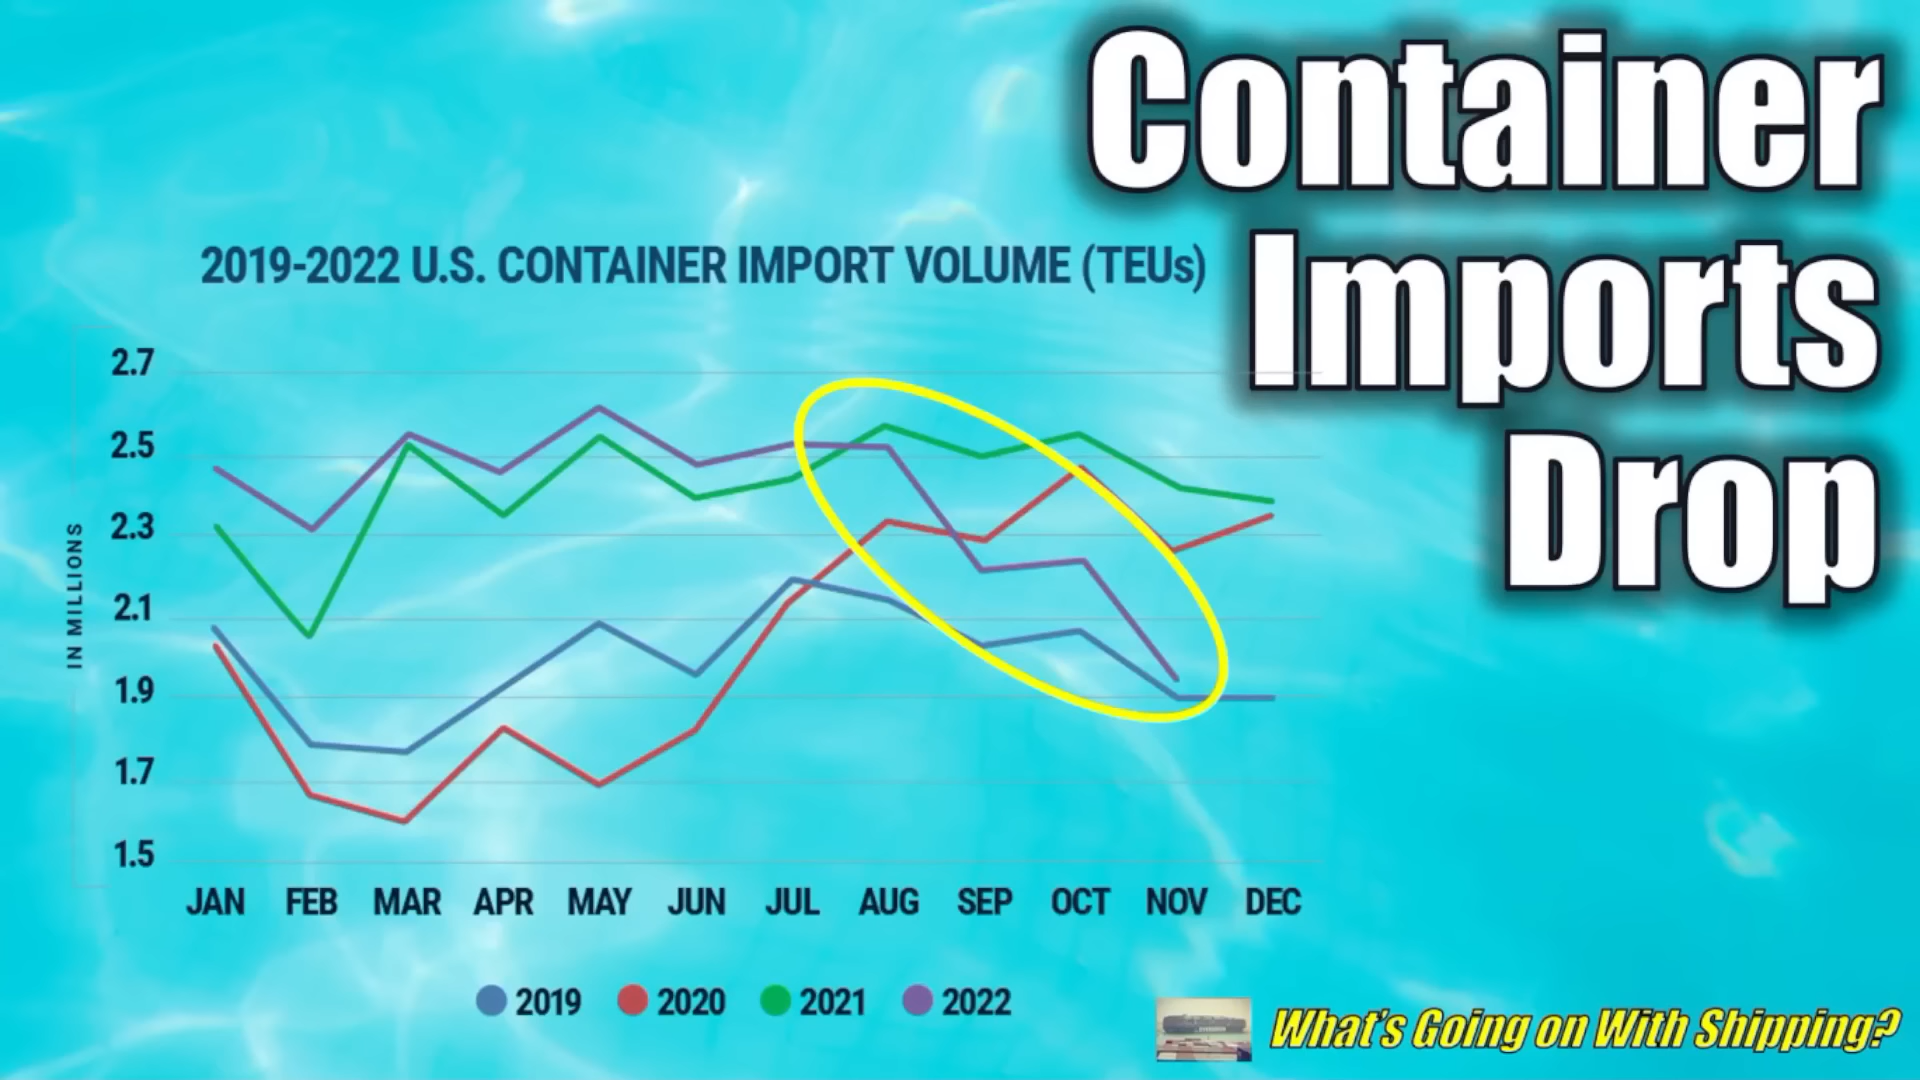 Container
Imports
Drop
2019-2022 U.S. CONTAINER IMPORT VOLUME (TEUs)
IN MILLIONS
2.7
2.5
2.3
2.1
1.9
1.7
1.5
JAN FEB MAR APR MAY JUN JUL AUG SEP OCT NOV DEC
2019 2020 2021 2022
What's Going on With Shipping?